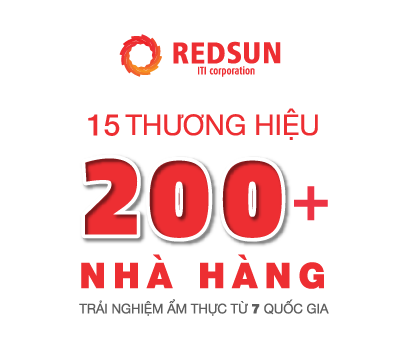 REDSUN
ITI corporation
15 THƯƠNG HIỆU
200+
NHÀ HÀNG
TRẢI NGHIỆM ẨM THỰC TỪ 7 QUỐC GIA